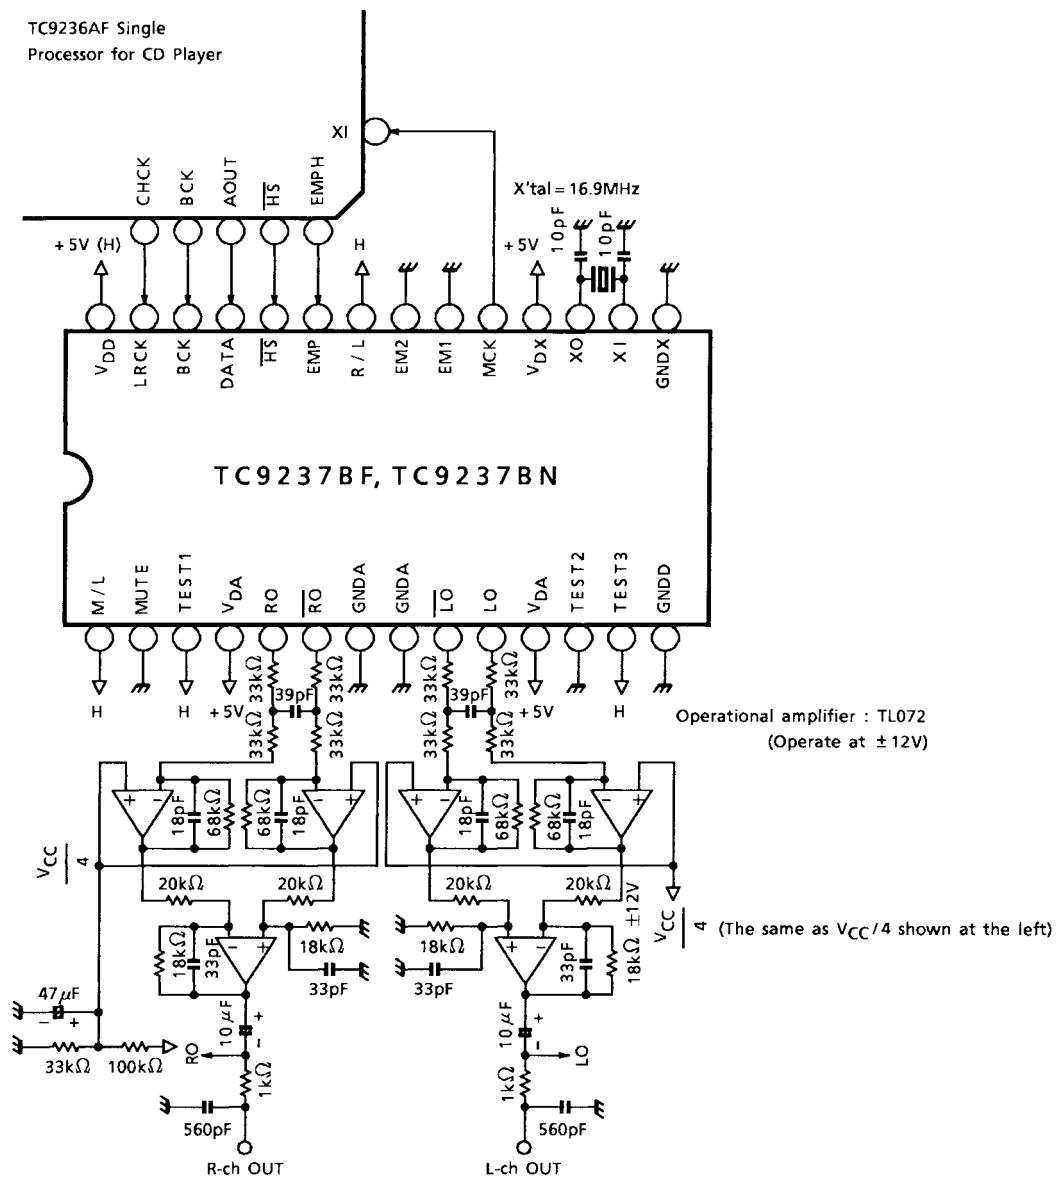 TC9236AF Single
Processor for CD Player
XI
CHCK
BCK
AOUT
HS
EMPH
X'tal = 16.9MHz
+5V (H)
H
+5V
10pF
10pF
VDD
LRCK
BCK
DATA
HS
EMP
R / L
EM2
EM1
MCK
VDX
XO
XI
GNDX
TC9237BF, TC9237BN
M / L
MUTE
TEST1
VDA
RO
RO
GNDA
GNDA
LO
LO
VDA
TEST2
TEST3
GNDD
H
H
+5V
33kΩ
33kΩ
39pF
33kΩ
33kΩ
33kΩ
33kΩ
39pF
33kΩ
33kΩ
+5V
H
Operational amplifier : TL072
(Operate at ±12V)
+
−
18pF
68kΩ
68kΩ
18pF
−
+
+
−
18pF
68kΩ
68kΩ
18pF
−
+
VCC
4
20kΩ
20kΩ
20kΩ
20kΩ
±12V
VCC
4
(The same as VCC/4 shown at the left)
18kΩ
33pF
−
+
18kΩ
33pF
18kΩ
33pF
−
+
33pF
18kΩ
47μF
−
+
10μF
+
−
10μF
+
−
33kΩ
100kΩ
RO
LO
1kΩ
1kΩ
560pF
560pF
R-ch OUT
L-ch OUT